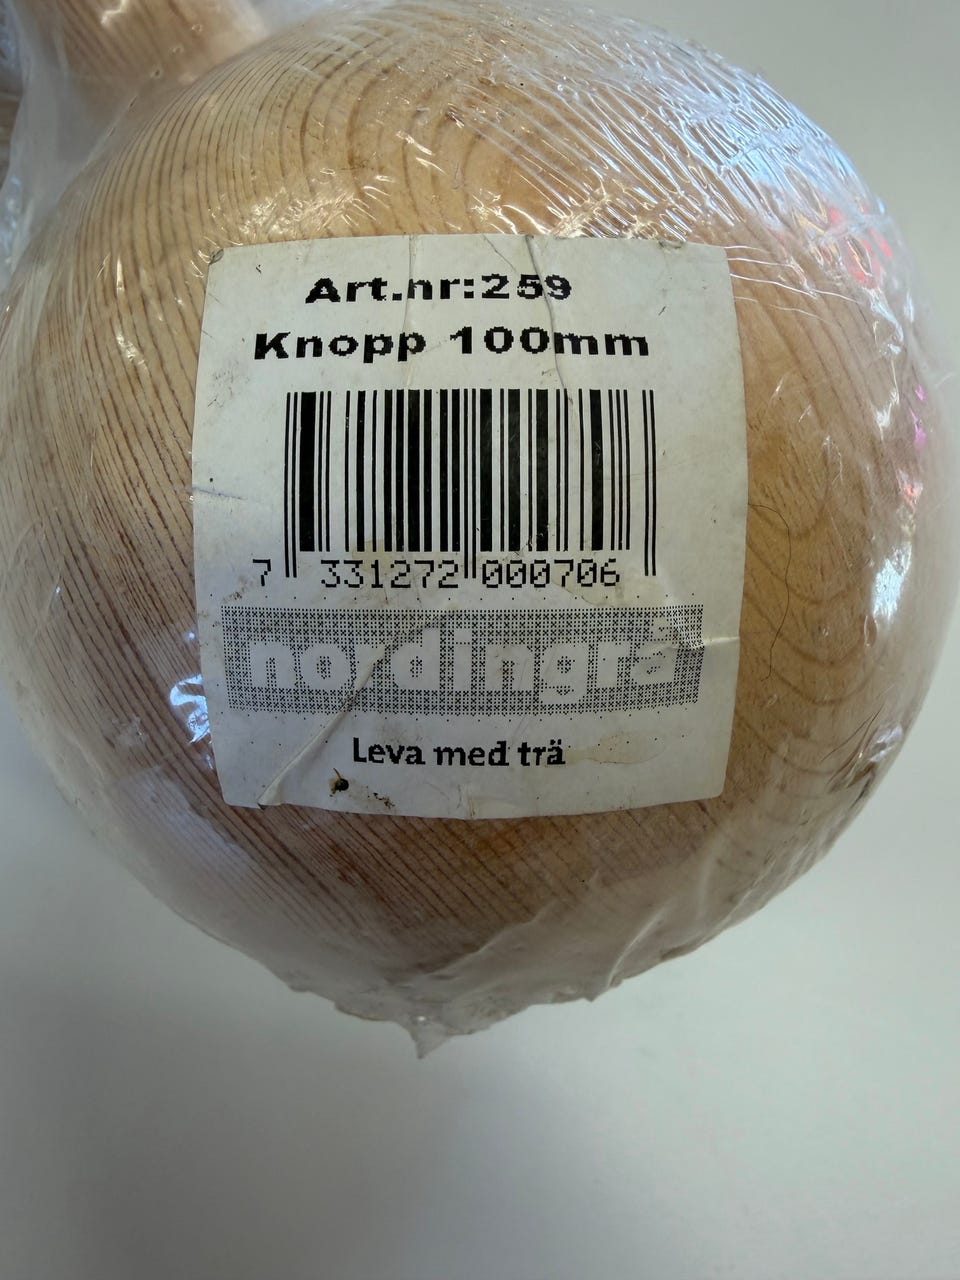 Art.nr:259
Knopp 100mm
7 331272 000706
nordingrå
Leva med trä